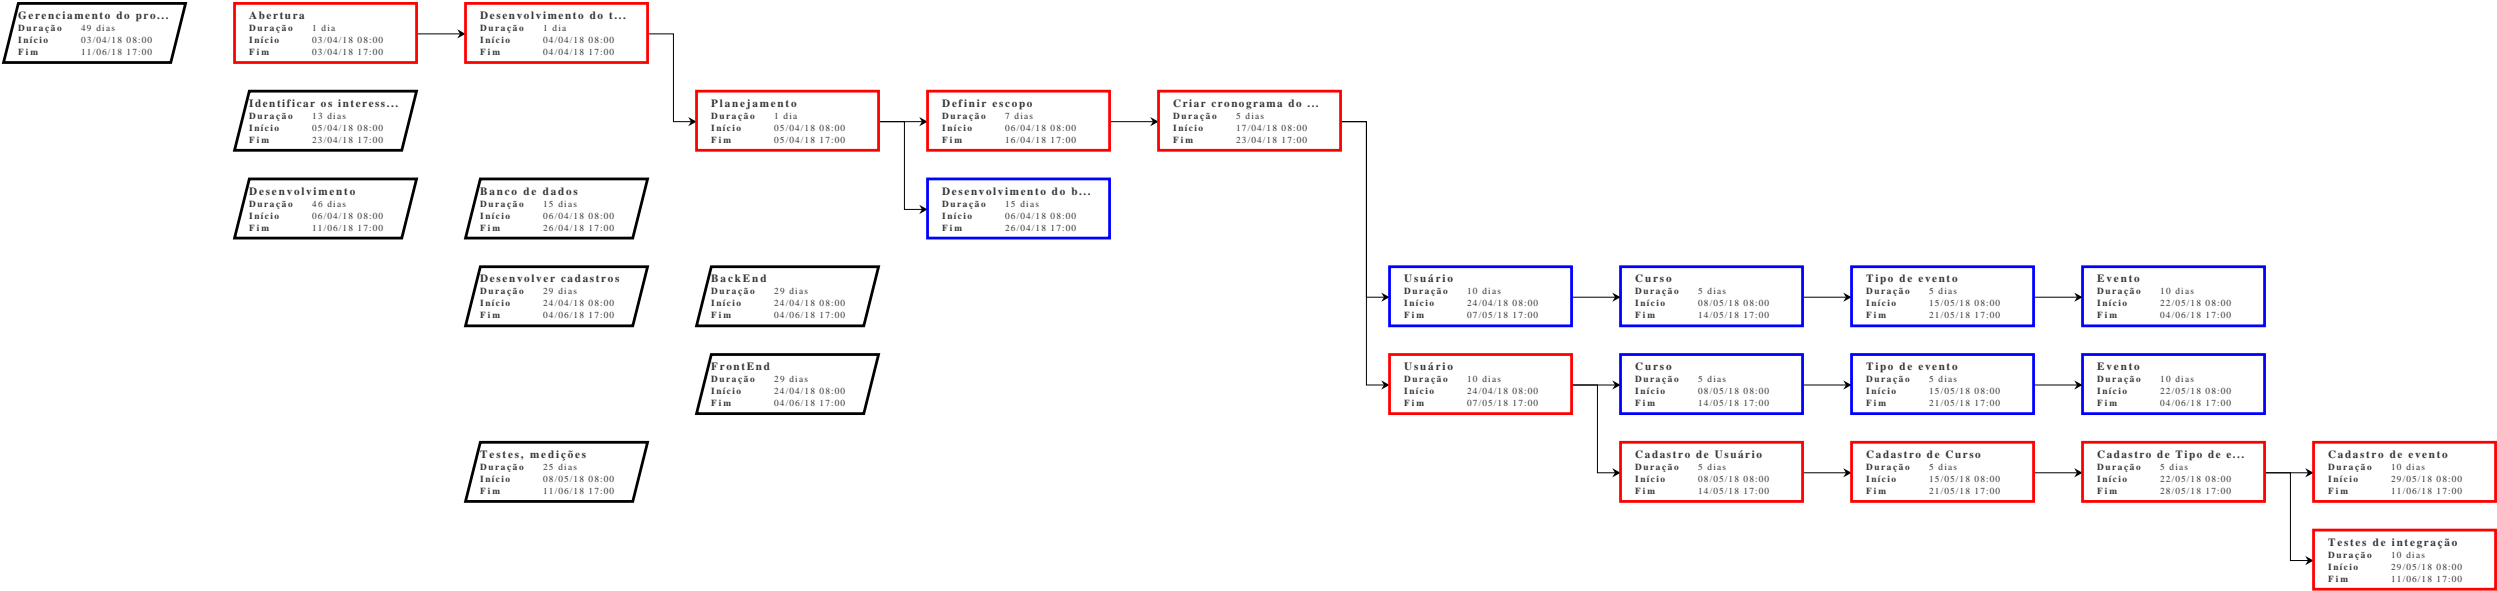 Gerenciamento do pro...
Duração 49 dias
Início 03/04/18 08:00
Fim 11/06/18 17:00
Abertura
Duração 1 dia
Início 03/04/18 08:00
Fim 03/04/18 17:00
Desenvolvimento do t...
Duração 1 dia
Início 04/04/18 08:00
Fim 04/04/18 17:00
Identificar os interess...
Duração 13 dias
Início 05/04/18 08:00
Fim 23/04/18 17:00
Planejamento
Duração 1 dia
Início 05/04/18 08:00
Fim 05/04/18 17:00
Definir escopo
Duração 7 dias
Início 06/04/18 08:00
Fim 16/04/18 17:00
Criar cronograma do ...
Duração 5 dias
Início 17/04/18 08:00
Fim 23/04/18 17:00
Desenvolvimento
Duração 46 dias
Início 06/04/18 08:00
Fim 11/06/18 17:00
Banco de dados
Duração 15 dias
Início 06/04/18 08:00
Fim 26/04/18 17:00
Desenvolvimento do b...
Duração 15 dias
Início 06/04/18 08:00
Fim 26/04/18 17:00
Desenvolver cadastros
Duração 29 dias
Início 24/04/18 08:00
Fim 04/06/18 17:00
BackEnd
Duração 29 dias
Início 24/04/18 08:00
Fim 04/06/18 17:00
Usuário
Duração 10 dias
Início 24/04/18 08:00
Fim 07/05/18 17:00
Curso
Duração 5 dias
Início 08/05/18 08:00
Fim 14/05/18 17:00
Tipo de evento
Duração 5 dias
Início 15/05/18 08:00
Fim 21/05/18 17:00
Evento
Duração 10 dias
Início 22/05/18 08:00
Fim 04/06/18 17:00
FrontEnd
Duração 29 dias
Início 24/04/18 08:00
Fim 04/06/18 17:00
Usuário
Duração 10 dias
Início 24/04/18 08:00
Fim 07/05/18 17:00
Curso
Duração 5 dias
Início 08/05/18 08:00
Fim 14/05/18 17:00
Tipo de evento
Duração 5 dias
Início 15/05/18 08:00
Fim 21/05/18 17:00
Evento
Duração 10 dias
Início 22/05/18 08:00
Fim 04/06/18 17:00
Testes, medições
Duração 25 dias
Início 08/05/18 08:00
Fim 11/06/18 17:00
Cadastro de Usuário
Duração 5 dias
Início 08/05/18 08:00
Fim 14/05/18 17:00
Cadastro de Curso
Duração 5 dias
Início 15/05/18 08:00
Fim 21/05/18 17:00
Cadastro de Tipo de e...
Duração 5 dias
Início 22/05/18 08:00
Fim 28/05/18 17:00
Cadastro de evento
Duração 10 dias
Início 29/05/18 08:00
Fim 11/06/18 17:00
Testes de integração
Duração 10 dias
Início 29/05/18 08:00
Fim 11/06/18 17:00